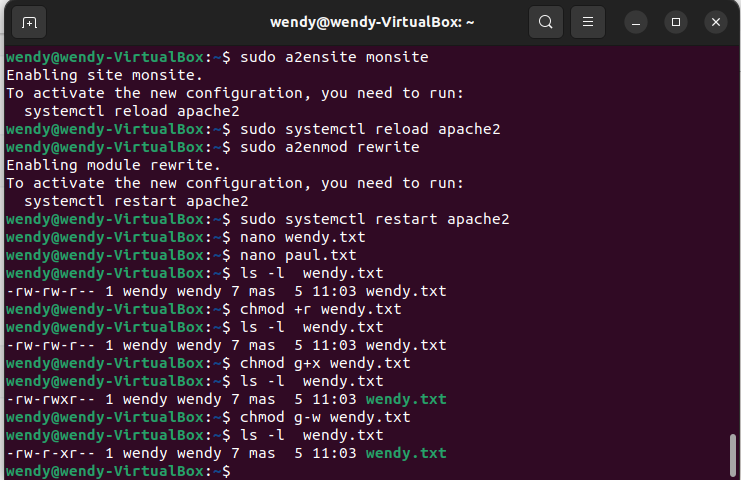 wendy@wendy-VirtualBox: ~
wendy@wendy-VirtualBox:~$ sudo a2ensite monsite
Enabling site monsite.
To activate the new configuration, you need to run:
  systemctl reload apache2
wendy@wendy-VirtualBox:~$ sudo systemctl reload apache2
wendy@wendy-VirtualBox:~$ sudo a2enmod rewrite
Enabling module rewrite.
To activate the new configuration, you need to run:
  systemctl restart apache2
wendy@wendy-VirtualBox:~$ sudo systemctl restart apache2
wendy@wendy-VirtualBox:~$ nano wendy.txt
wendy@wendy-VirtualBox:~$ nano paul.txt
wendy@wendy-VirtualBox:~$ ls -l  wendy.txt
-rw-rw-r-- 1 wendy wendy 7 mas  5 11:03 wendy.txt
wendy@wendy-VirtualBox:~$ chmod +r wendy.txt
wendy@wendy-VirtualBox:~$ ls -l  wendy.txt
-rw-rw-r-- 1 wendy wendy 7 mas  5 11:03 wendy.txt
wendy@wendy-VirtualBox:~$ chmod g+x wendy.txt
wendy@wendy-VirtualBox:~$ ls -l  wendy.txt
-rw-rwxr-- 1 wendy wendy 7 mas  5 11:03 wendy.txt
wendy@wendy-VirtualBox:~$ chmod g-w wendy.txt
wendy@wendy-VirtualBox:~$ ls -l  wendy.txt
-rw-r-xr-- 1 wendy wendy 7 mas  5 11:03 wendy.txt
wendy@wendy-VirtualBox:~$